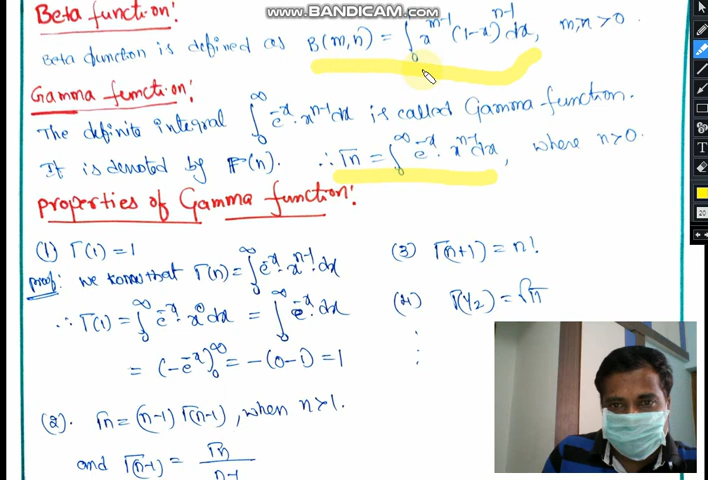 www.BANDICAM.com
Beta function:
Beta function is defined as B(m,n) = ∫₀ x^(m-1) (1-x)^(n-1) dx, m,n >0
Gamma function:
The definite integral ∫₀^∞ e^-x. x^(n-1) dx is called Gamma function.
It is denoted by Γ(n). ∴ Γn = ∫₀^∞ e^-x. x^(n-1) dx, where n>0.
properties of Gamma function:
(1) Γ(1) = 1
proof: we know that Γ(n) = ∫₀^∞ e^-x. x^(n-1). dx
∴ Γ(1) = ∫₀^∞ e^-x. x^0 dx = ∫₀^∞ e^-x. dx
= (-e^-x)₀^∞ = -(0-1) = 1
(2). Γn = (n-1) Γ(n-1), when n>1.
and Γ(n-1) = Γn / n-1
(3) Γ(n+1) = n!
(4) Γ(1/2) = √π
T
20